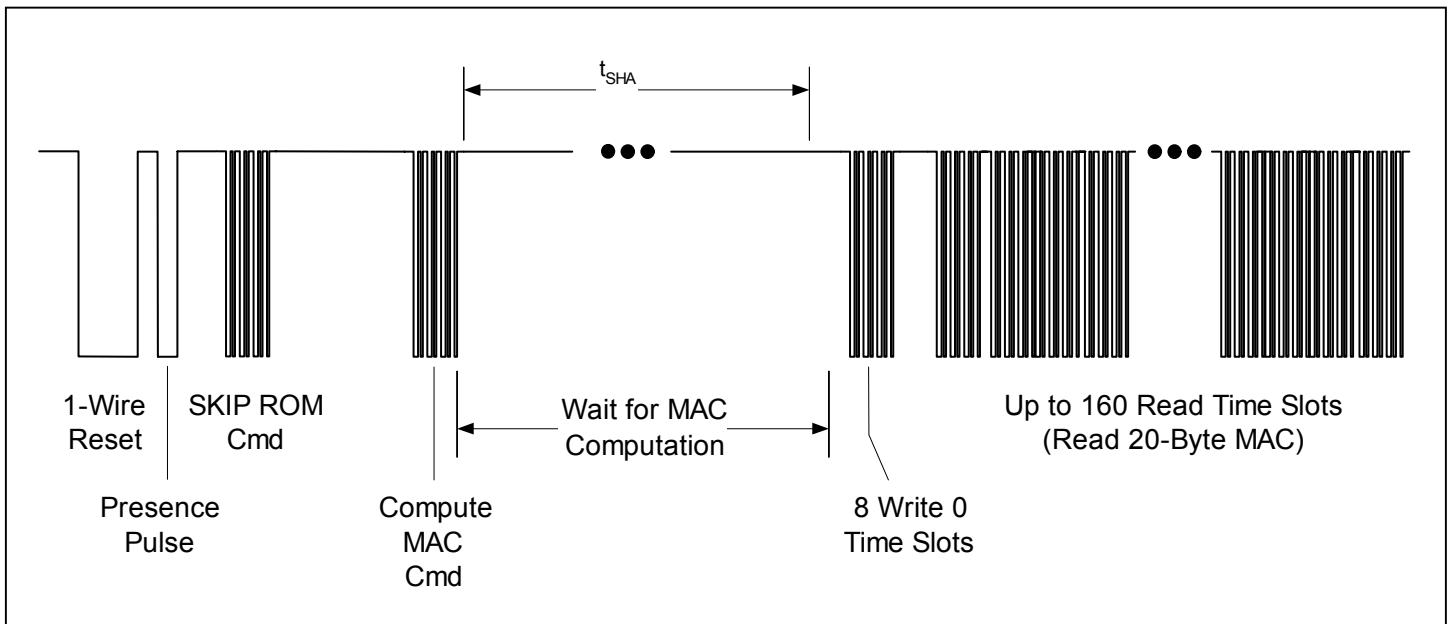 tSHA
1-Wire
Reset
SKIP ROM
Cmd
Wait for MAC
Computation
Up to 160 Read Time Slots
(Read 20-Byte MAC)
Presence
Pulse
Compute
MAC
Cmd
8 Write 0
Time Slots